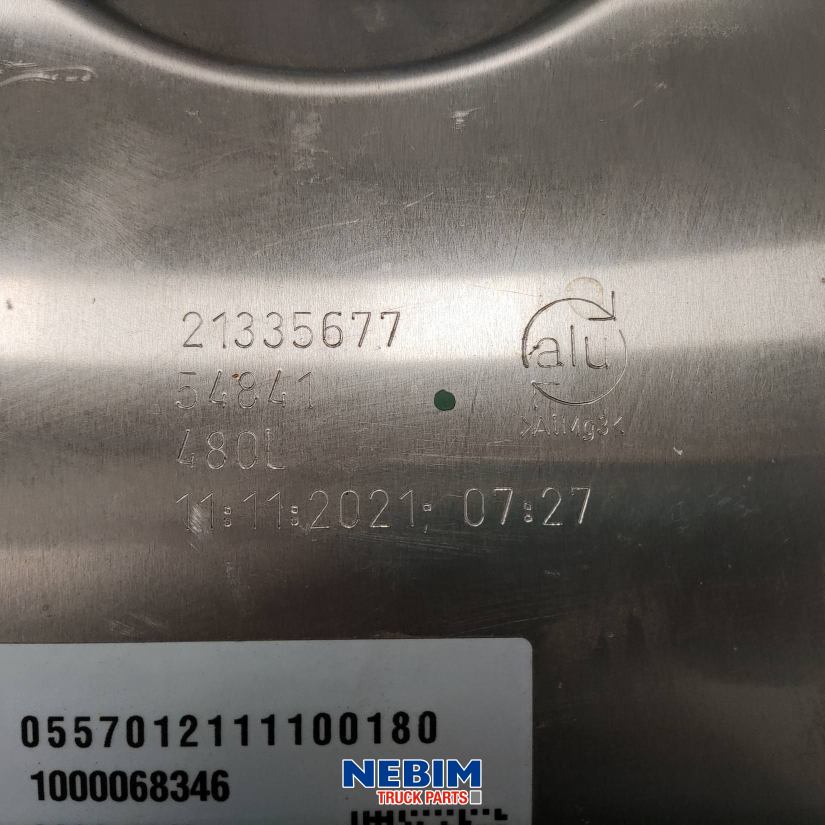 21335677
54841
480L
11:11:2021; 07:27
alu
>AlMg3<
0557012111100180
1000068346
NEBIM
TRUCK PARTS